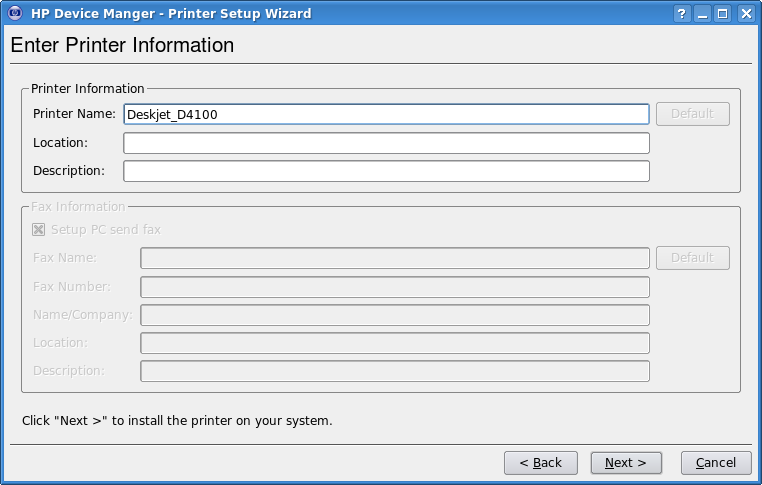 HP Device Manger - Printer Setup Wizard
Enter Printer Information
Printer Information
Printer Name: Deskjet_D4100 Default
Location:
Description:
Fax Information
Setup PC send fax
Fax Name: Default
Fax Number:
Name/Company:
Location:
Description:
Click "Next >" to install the printer on your system.
< Back Next > Cancel